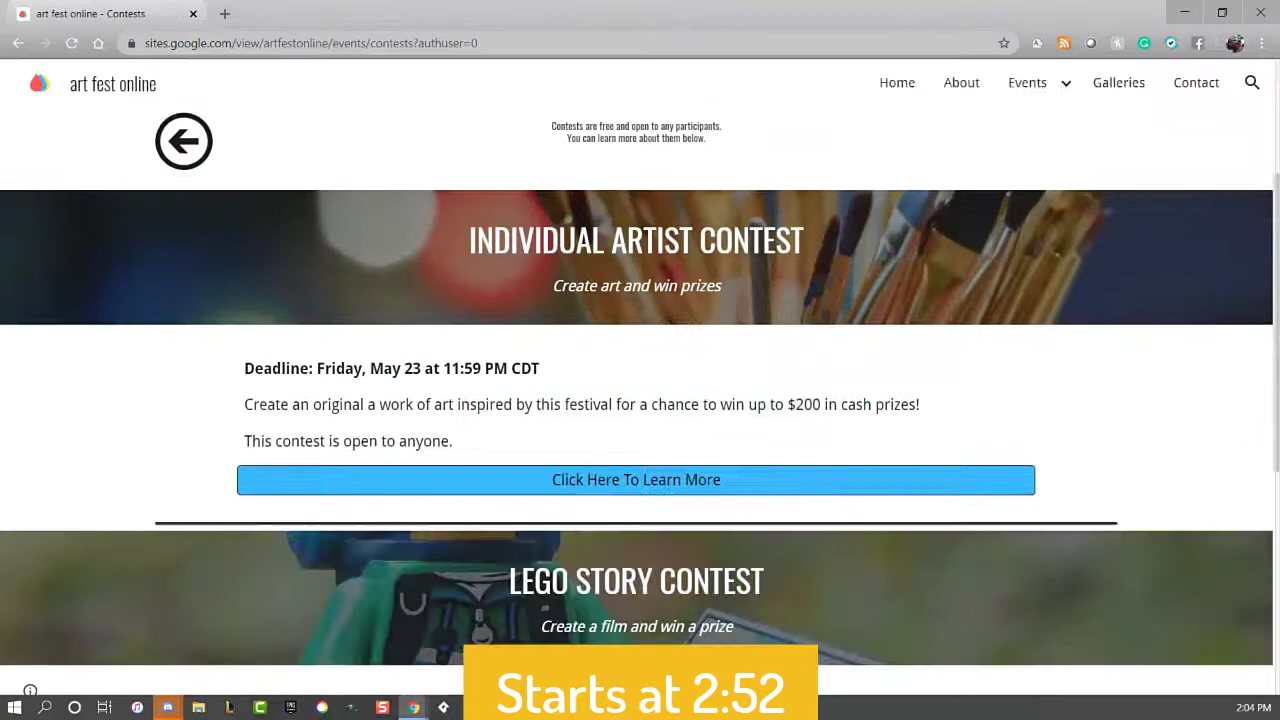 art fest online - Contests
sites.google.com/view/artfestonline/events/contests?authuser=0
art fest online
Home About Events Galleries Contact
Contests are free and open to any participants.
You can learn more about them below.
INDIVIDUAL ARTIST CONTEST
Create art and win prizes
Deadline: Friday, May 23 at 11:59 PM CDT
Create an original a work of art inspired by this festival for a chance to win up to $200 in cash prizes!
This contest is open to anyone.
Click Here To Learn More
LEGO STORY CONTEST
Create a film and win a prize
Starts at 2:52
2:04 PM